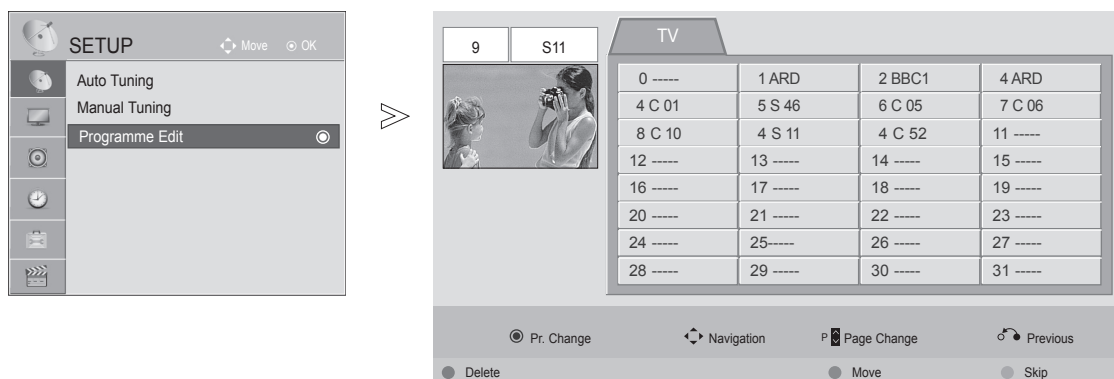 SETUP Move OK
Auto Tuning
Manual Tuning
Programme Edit
9 S11
TV
0 ----- 1 ARD 2 BBC1 4 ARD
4 C 01 5 S 46 6 C 05 7 C 06
8 C 10 4 S 11 4 C 52 11 -----
12 ----- 13 ----- 14 ----- 15 -----
16 ----- 17 ----- 18 ----- 19 -----
20 ----- 21 ----- 22 ----- 23 -----
24 ----- 25----- 26 ----- 27 -----
28 ----- 29 ----- 30 ----- 31 -----
Pr. Change Navigation P Page Change Previous
Delete Move Skip